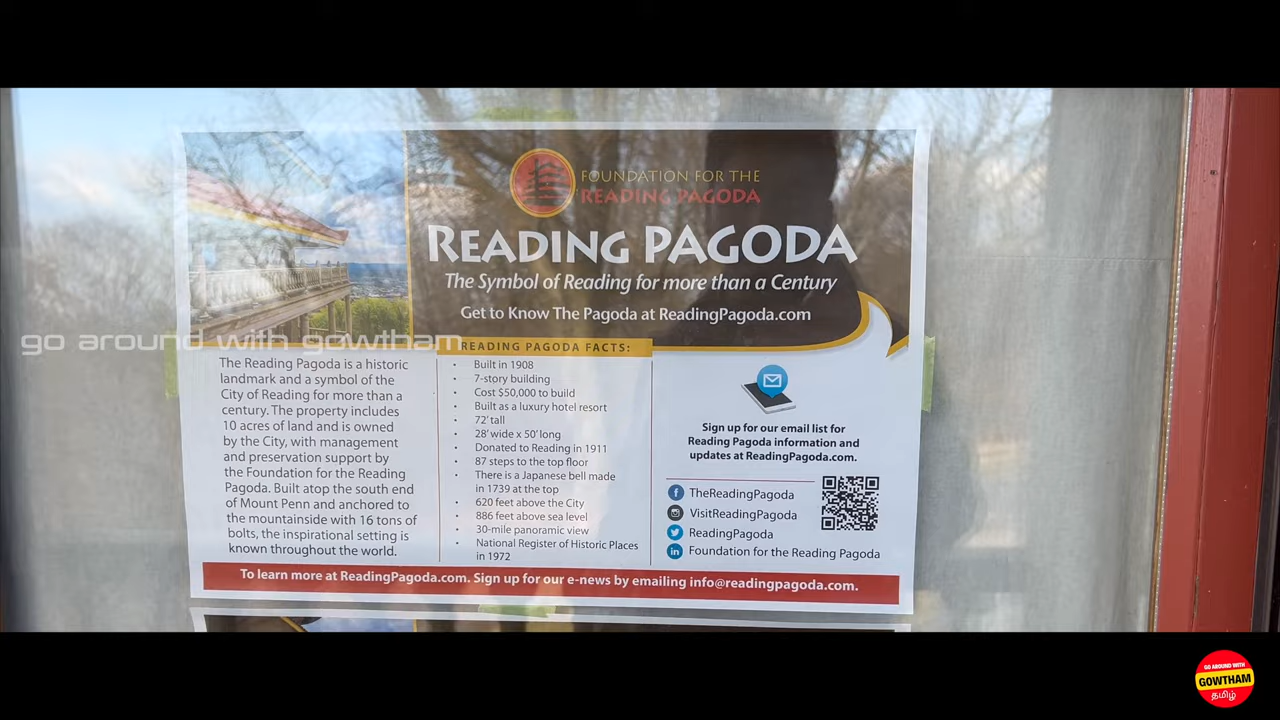 FOUNDATION FOR THE
READING PAGODA
READING PAGODA
The Symbol of Reading for more than a Century
Get to Know The Pagoda at ReadingPagoda.com
go around with gowtham
The Reading Pagoda is a historic
landmark and a symbol of the
City of Reading for more than a
century. The property includes
10 acres of land and is owned
by the City, with management
and preservation support by
the Foundation for the Reading
Pagoda. Built atop the south end
of Mount Penn and anchored to
the mountainside with 16 tons of
bolts, the inspirational setting is
known throughout the world.
READING PAGODA FACTS:
• Built in 1908
• 7-story building
• Cost $50,000 to build
• Built as a luxury hotel resort
• 72' tall
• 28' wide x 50' long
• Donated to Reading in 1911
• 87 steps to the top floor
• There is a Japanese bell made
in 1739 at the top
• 620 feet above the City
• 886 feet above sea level
• 30-mile panoramic view
• National Register of Historic Places
in 1972
Sign up for our email list for
Reading Pagoda information and
updates at ReadingPagoda.com.
TheReadingPagoda
VisitReadingPagoda
ReadingPagoda
Foundation for the Reading Pagoda
To learn more at ReadingPagoda.com. Sign up for our e-news by emailing info@readingpagoda.com.
GO AROUND WITH
GOWTHAM
தமிழ்